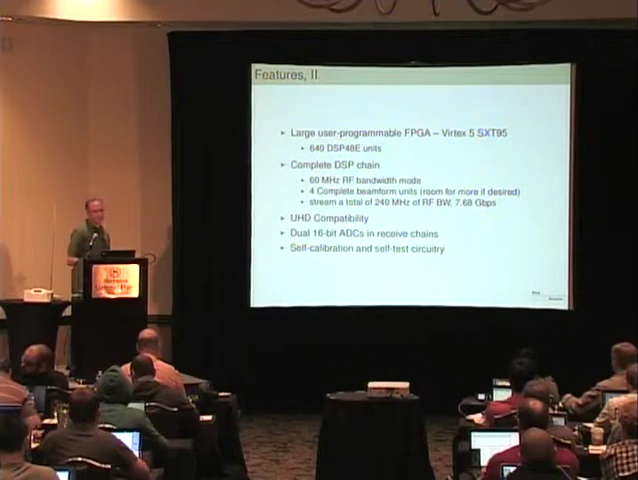 Features, II
Large user-programmable FPGA – Virtex 5 SXT95
640 DSP48E units
Complete DSP chain
60 MHz RF bandwidth mode
4 Complete beamform units (room for more if desired)
stream a total of 240 MHz of RF BW, 7.68 Gbps
UHD Compatibility
Dual 16-bit ADCs in receive chains
Self-calibration and self-test circuitry